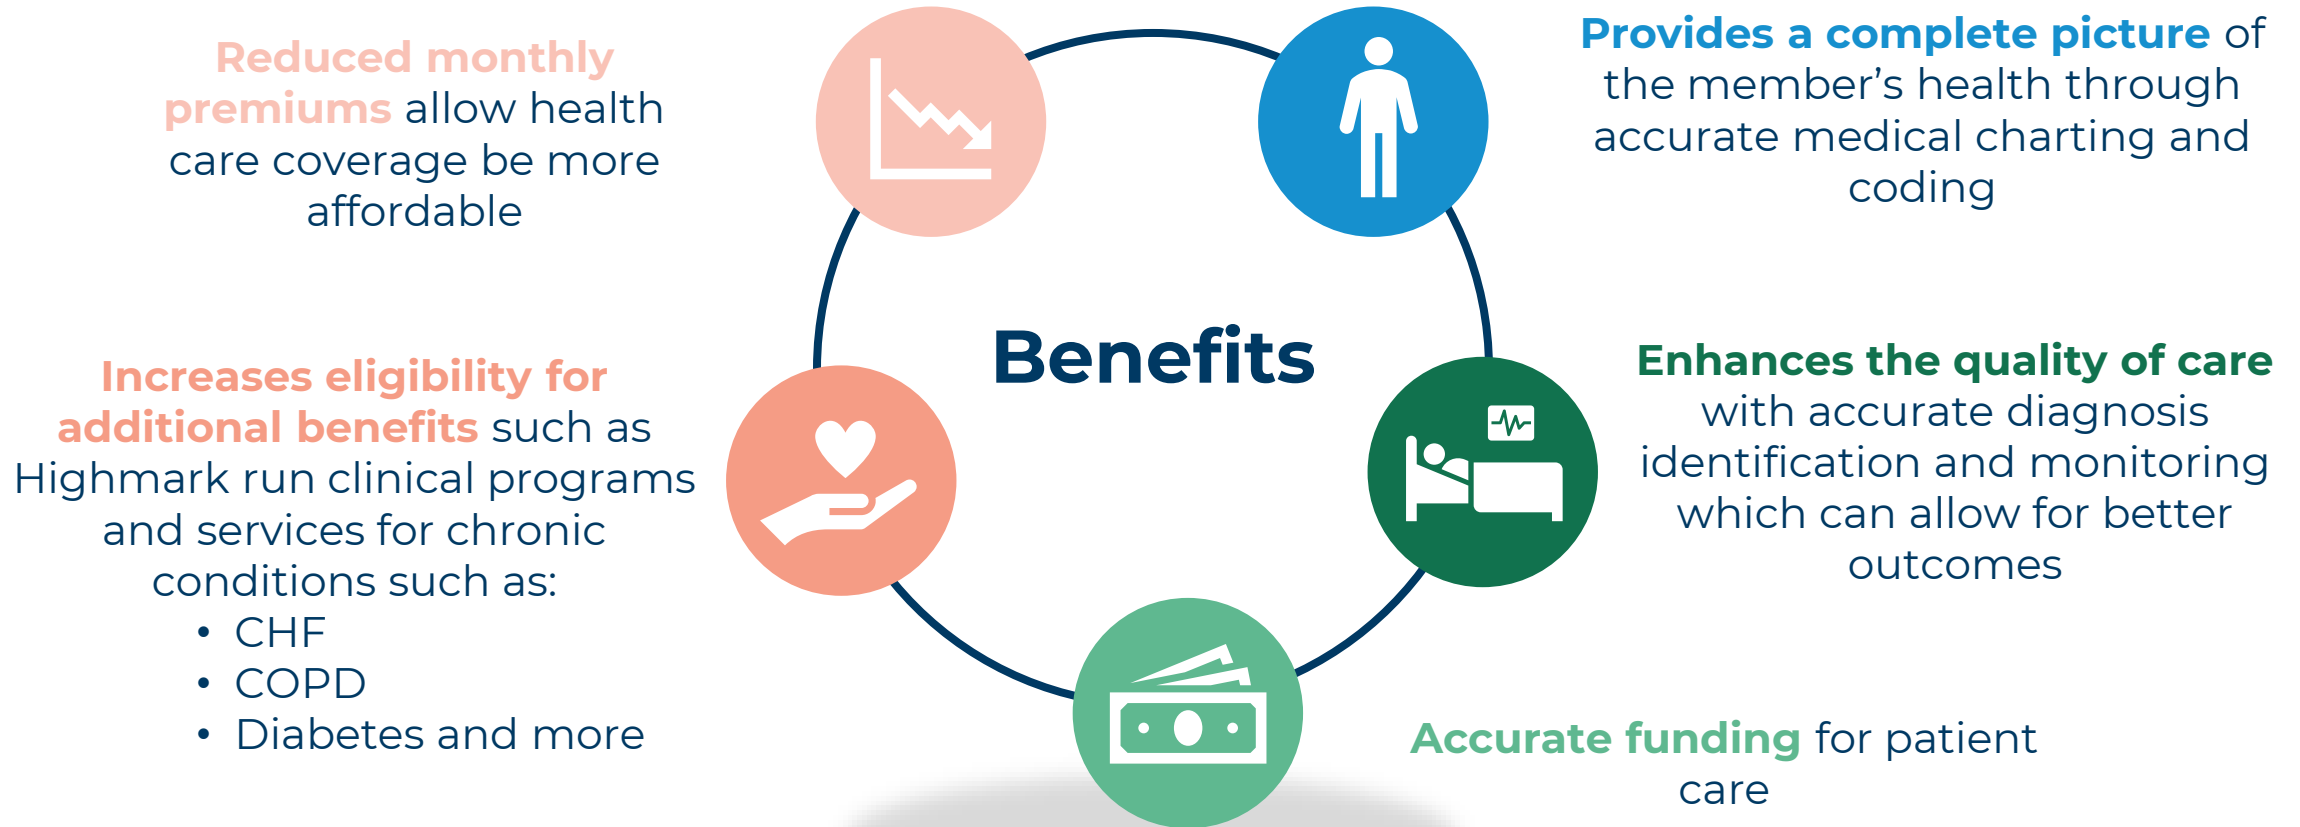 Reduced monthly
premiums allow health
care coverage be more
affordable
Provides a complete picture of
the member’s health through
accurate medical charting and
coding
Benefits
Increases eligibility for
additional benefits such as
Highmark run clinical programs
and services for chronic
conditions such as:
• CHF
• COPD
• Diabetes and more
Enhances the quality of care
with accurate diagnosis
identification and monitoring
which can allow for better
outcomes
Accurate funding for patient
care